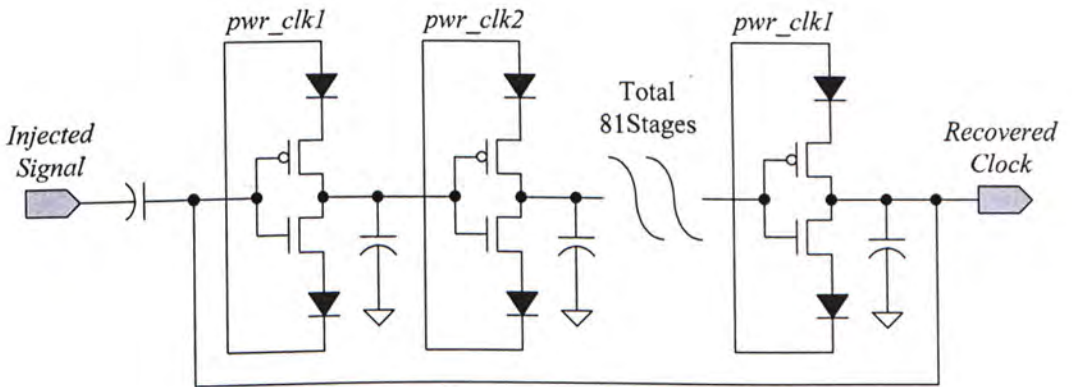 pwr_clk1
pwr_clk2
pwr_clk1
Injected
Signal
Total
81Stages
Recovered
Clock